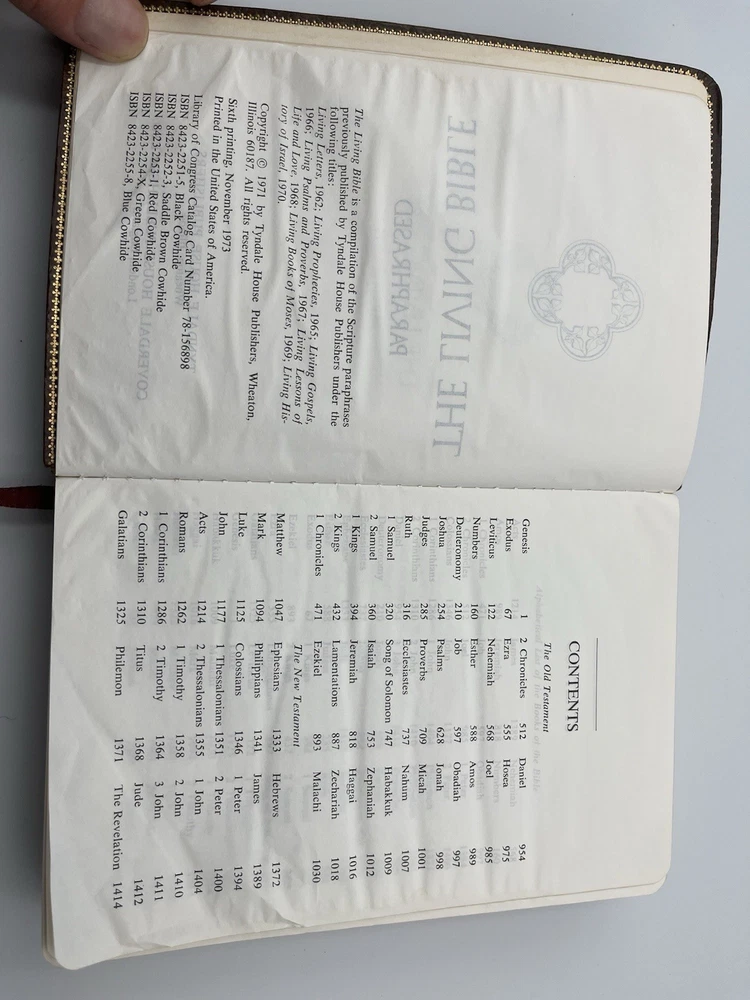 The Living Bible is a compilation of the Scripture paraphrases
previously published by Tyndale House Publishers under the
following titles:
Living Letters, 1962; Living Prophecies, 1965; Living Gospels,
1966; Living Psalms and Proverbs, 1967; Living Lessons of
Life and Love, 1968; Living Books of Moses, 1969; Living His-
tory of Israel, 1970.
Copyright © 1971 by Tyndale House Publishers, Wheaton,
Illinois 60187. All rights reserved.
Sixth printing, November 1973
Printed in the United States of America.
Library of Congress Catalog Card Number 78-156898
ISBN 8423-2251-5, Black Cowhide
ISBN 8423-2252-3, Saddle Brown Cowhide
ISBN 8423-2253-1, Red Cowhide
ISBN 8423-2254-X, Green Cowhide
ISBN 8423-2255-8, Blue Cowhide
CONTENTS
The Old Testament
Genesis 1 2 Chronicles 512 Daniel 954
Exodus 67 Ezra 555 Hosea 975
Leviticus 122 Nehemiah 568 Joel 985
Numbers 160 Esther 588 Amos 989
Deuteronomy 210 Job 597 Obadiah 997
Joshua 254 Psalms 628 Jonah 998
Judges 285 Proverbs 709 Micah 1001
Ruth 316 Ecclesiastes 737 Nahum 1007
1 Samuel 320 Song of Solomon 747 Habakkuk 1009
2 Samuel 360 Isaiah 753 Zephaniah 1012
1 Kings 394 Jeremiah 818 Haggai 1016
2 Kings 432 Lamentations 887 Zechariah 1018
1 Chronicles 471 Ezekiel 893 Malachi 1030
The New Testament
Matthew 1047 Ephesians 1333 Hebrews 1372
Mark 1094 Philippians 1341 James 1389
Luke 1125 Colossians 1346 1 Peter 1394
John 1177 1 Thessalonians 1351 2 Peter 1400
Acts 1214 2 Thessalonians 1355 1 John 1404
Romans 1262 1 Timothy 1358 2 John 1410
1 Corinthians 1286 2 Timothy 1364 3 John 1411
2 Corinthians 1310 Titus 1368 Jude 1412
Galatians 1325 Philemon 1371 The Revelation 1414